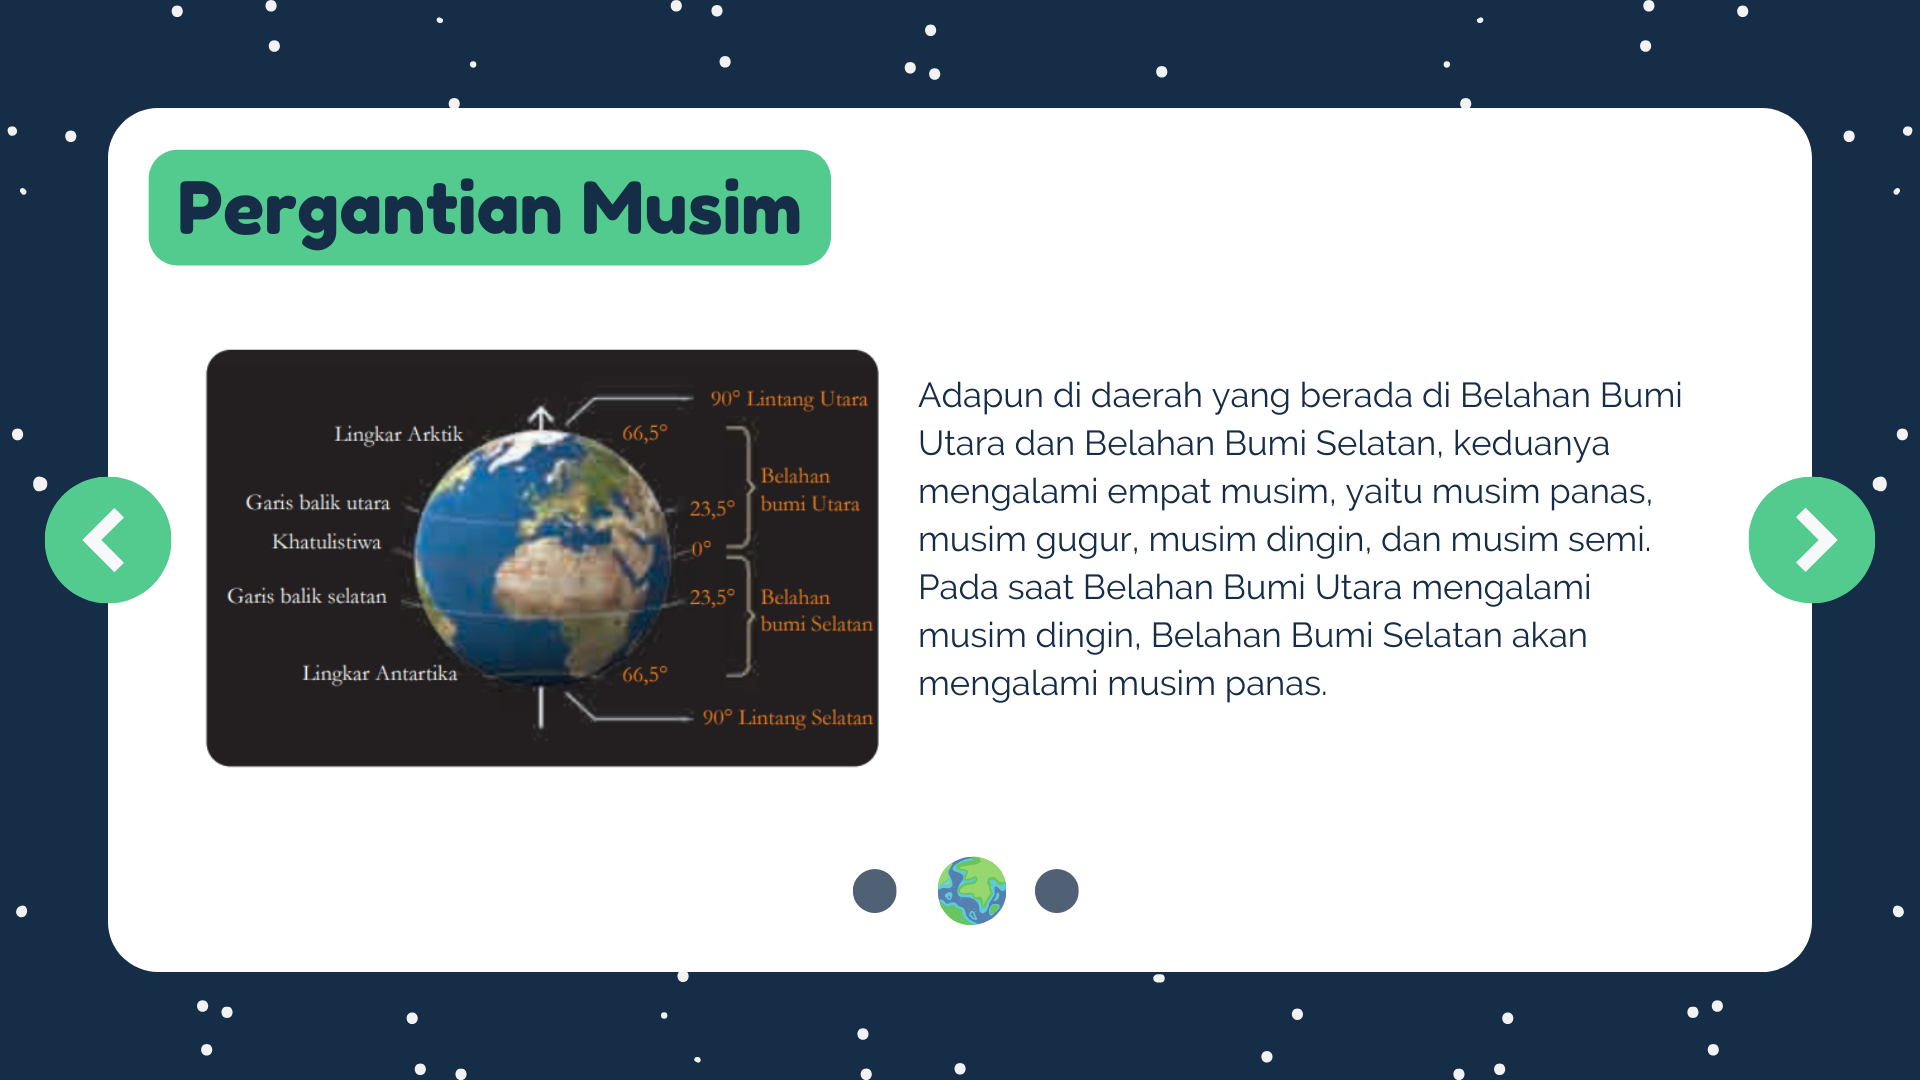 Pergantian Musim
90° Lintang Utara
Lingkar Arktik
66,5°
Belahan
bumi Utara
Garis balik utara
23,5°
Khatulistiwa
0°
Garis balik selatan
23,5°
Belahan
bumi Selatan
Lingkar Antartika
66,5°
90° Lintang Selatan
Adapun di daerah yang berada di Belahan Bumi
Utara dan Belahan Bumi Selatan, keduanya
mengalami empat musim, yaitu musim panas,
musim gugur, musim dingin, dan musim semi.
Pada saat Belahan Bumi Utara mengalami
musim dingin, Belahan Bumi Selatan akan
mengalami musim panas.